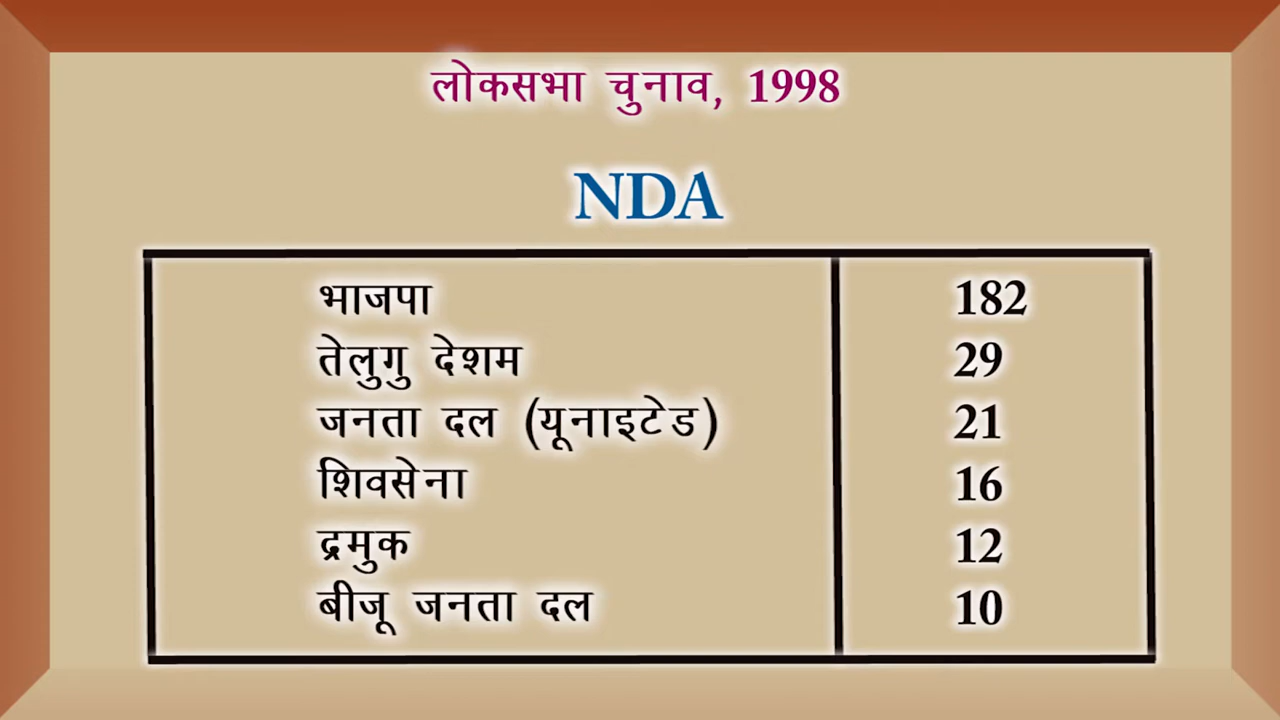 लोकसभा चुनाव, 1998
NDA
भाजपा 182
तेलुगु देशम 29
जनता दल (यूनाइटेड) 21
शिवसेना 16
द्रमुक 12
बीजू जनता दल 10